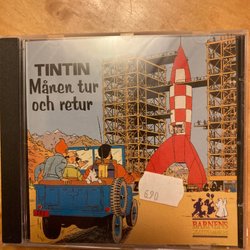 TINTIN
Månen tur
och retur
690
BARNENS